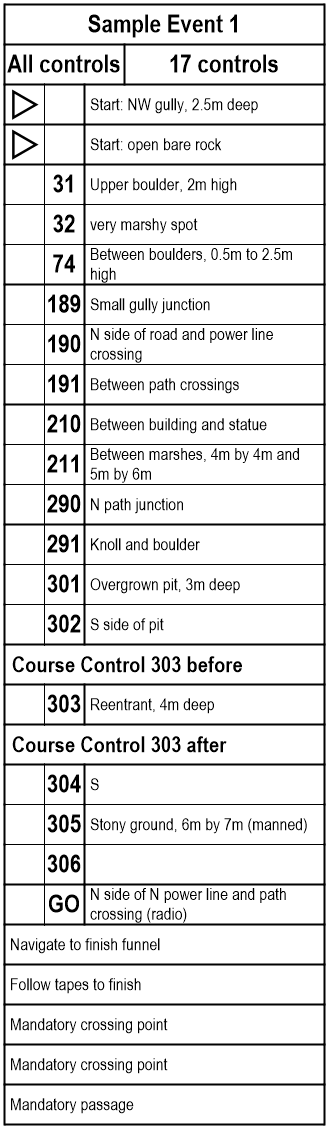 Sample Event 1
All controls 17 controls
Start: NW gully, 2.5m deep
Start: open bare rock
31 Upper boulder, 2m high
32 very marshy spot
74 Between boulders, 0.5m to 2.5m
high
189 Small gully junction
190 N side of road and power line
crossing
191 Between path crossings
210 Between building and statue
211 Between marshes, 4m by 4m and
5m by 6m
290 N path junction
291 Knoll and boulder
301 Overgrown pit, 3m deep
302 S side of pit
Course Control 303 before
303 Reentrant, 4m deep
Course Control 303 after
304 S
305 Stony ground, 6m by 7m (manned)
306
GO N side of N power line and path
crossing (radio)
Navigate to finish funnel
Follow tapes to finish
Mandatory crossing point
Mandatory crossing point
Mandatory passage